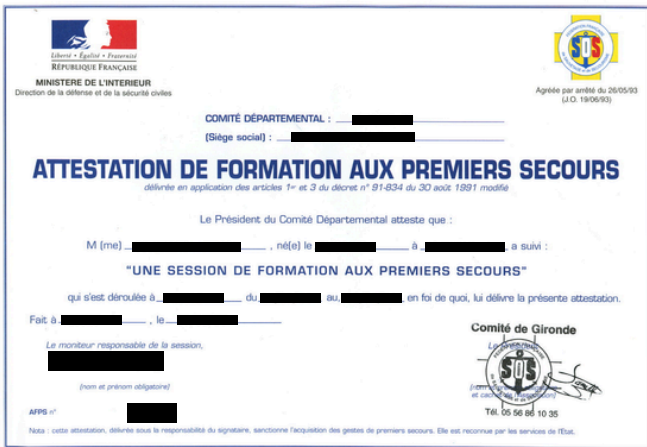 Liberté • Égalité • Fraternité
RÉPUBLIQUE FRANÇAISE
MINISTERE DE L'INTERIEUR
Direction de la défense et de la sécurité civiles
SOS
Agréée par arrêté du 26/05/93
(J.O. 19/06/93)
COMITÉ DÉPARTEMENTAL :
(Siège social) :
ATTESTATION DE FORMATION AUX PREMIERS SECOURS
délivrée en application des articles 1er et 3 du décret n° 91-834 du 30 août 1991 modifié
Le Président du Comité Départemental atteste que :
M (me) , né(e) le à , a suivi :
"UNE SESSION DE FORMATION AUX PREMIERS SECOURS"
qui s'est déroulée à du au , en foi de quoi, lui délivre la présente attestation.
Fait à , le
Le moniteur responsable de la session,
(nom et prénom obligatoire)
Comité de Gironde
SOS
Tél. 05 56 86 10 35
AFPS n°
Nota : cette attestation, délivrée sous la responsabilité du signataire, sanctionne l'acquisition des gestes de premiers secours. Elle est reconnue par les services de l'État.